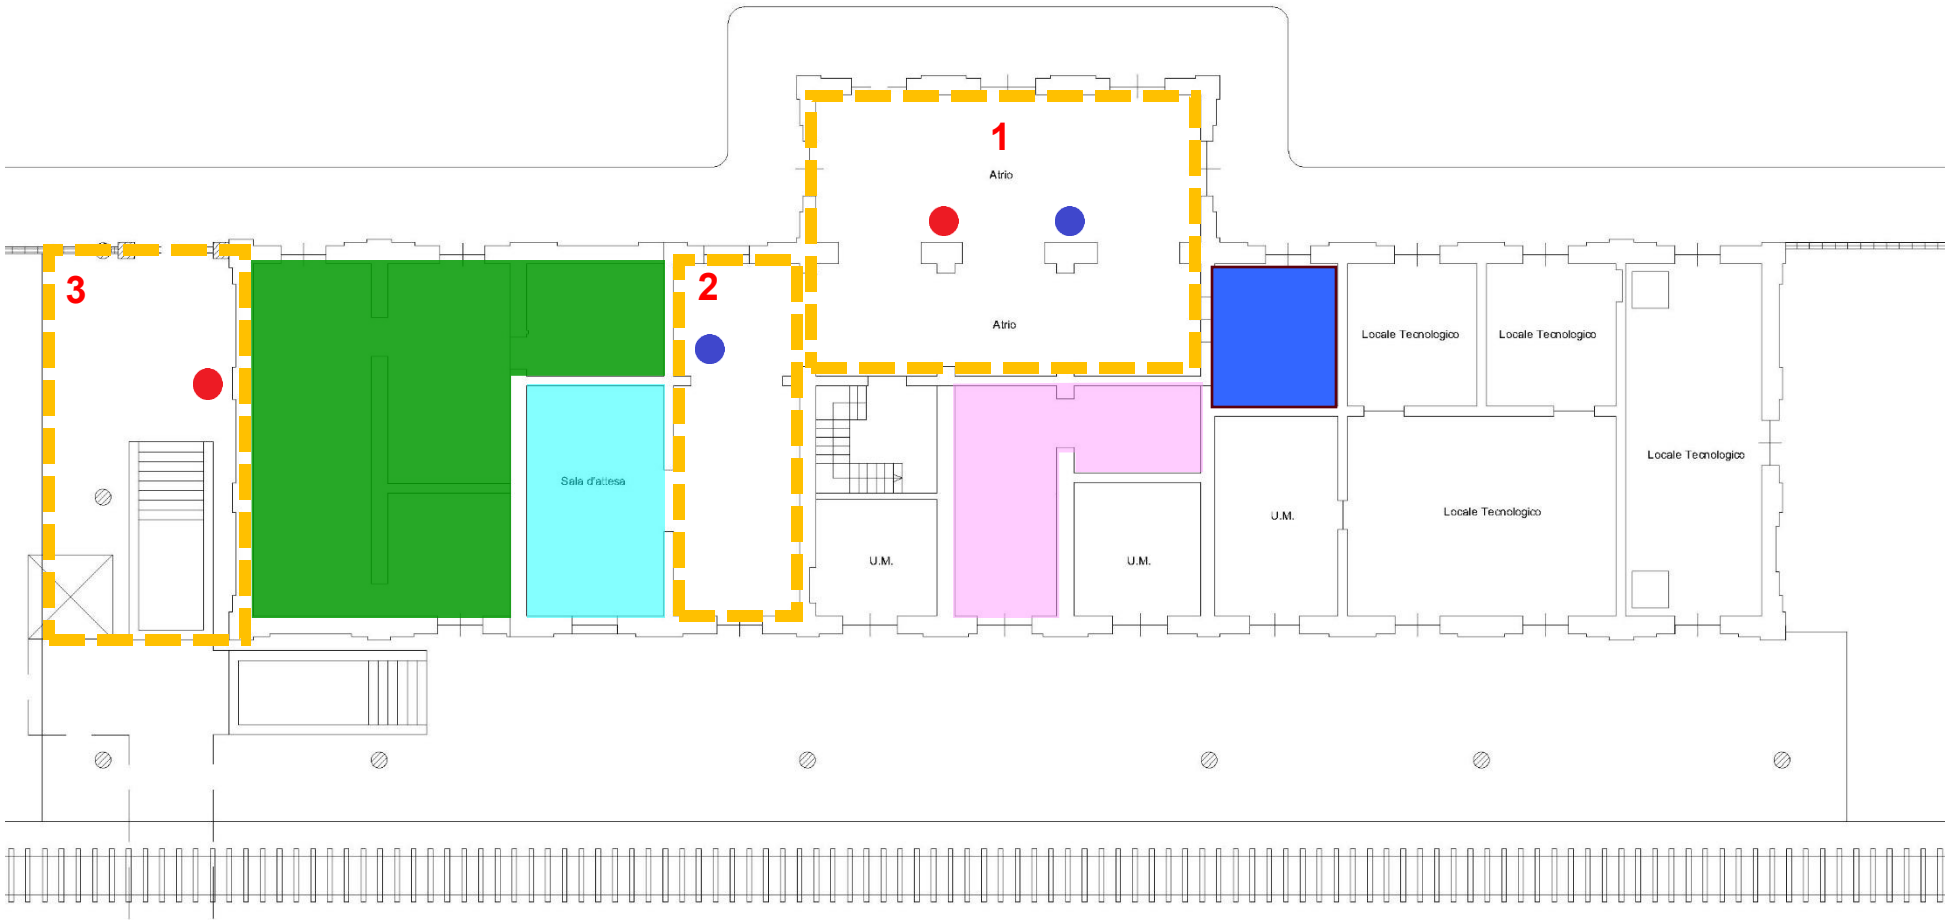 1
Atrio
3
2
Atrio
Locale Tecnologico
Locale Tecnologico
Locale Tecnologico
Sala d'attesa
U.M.
Locale Tecnologico
U.M.
U.M.